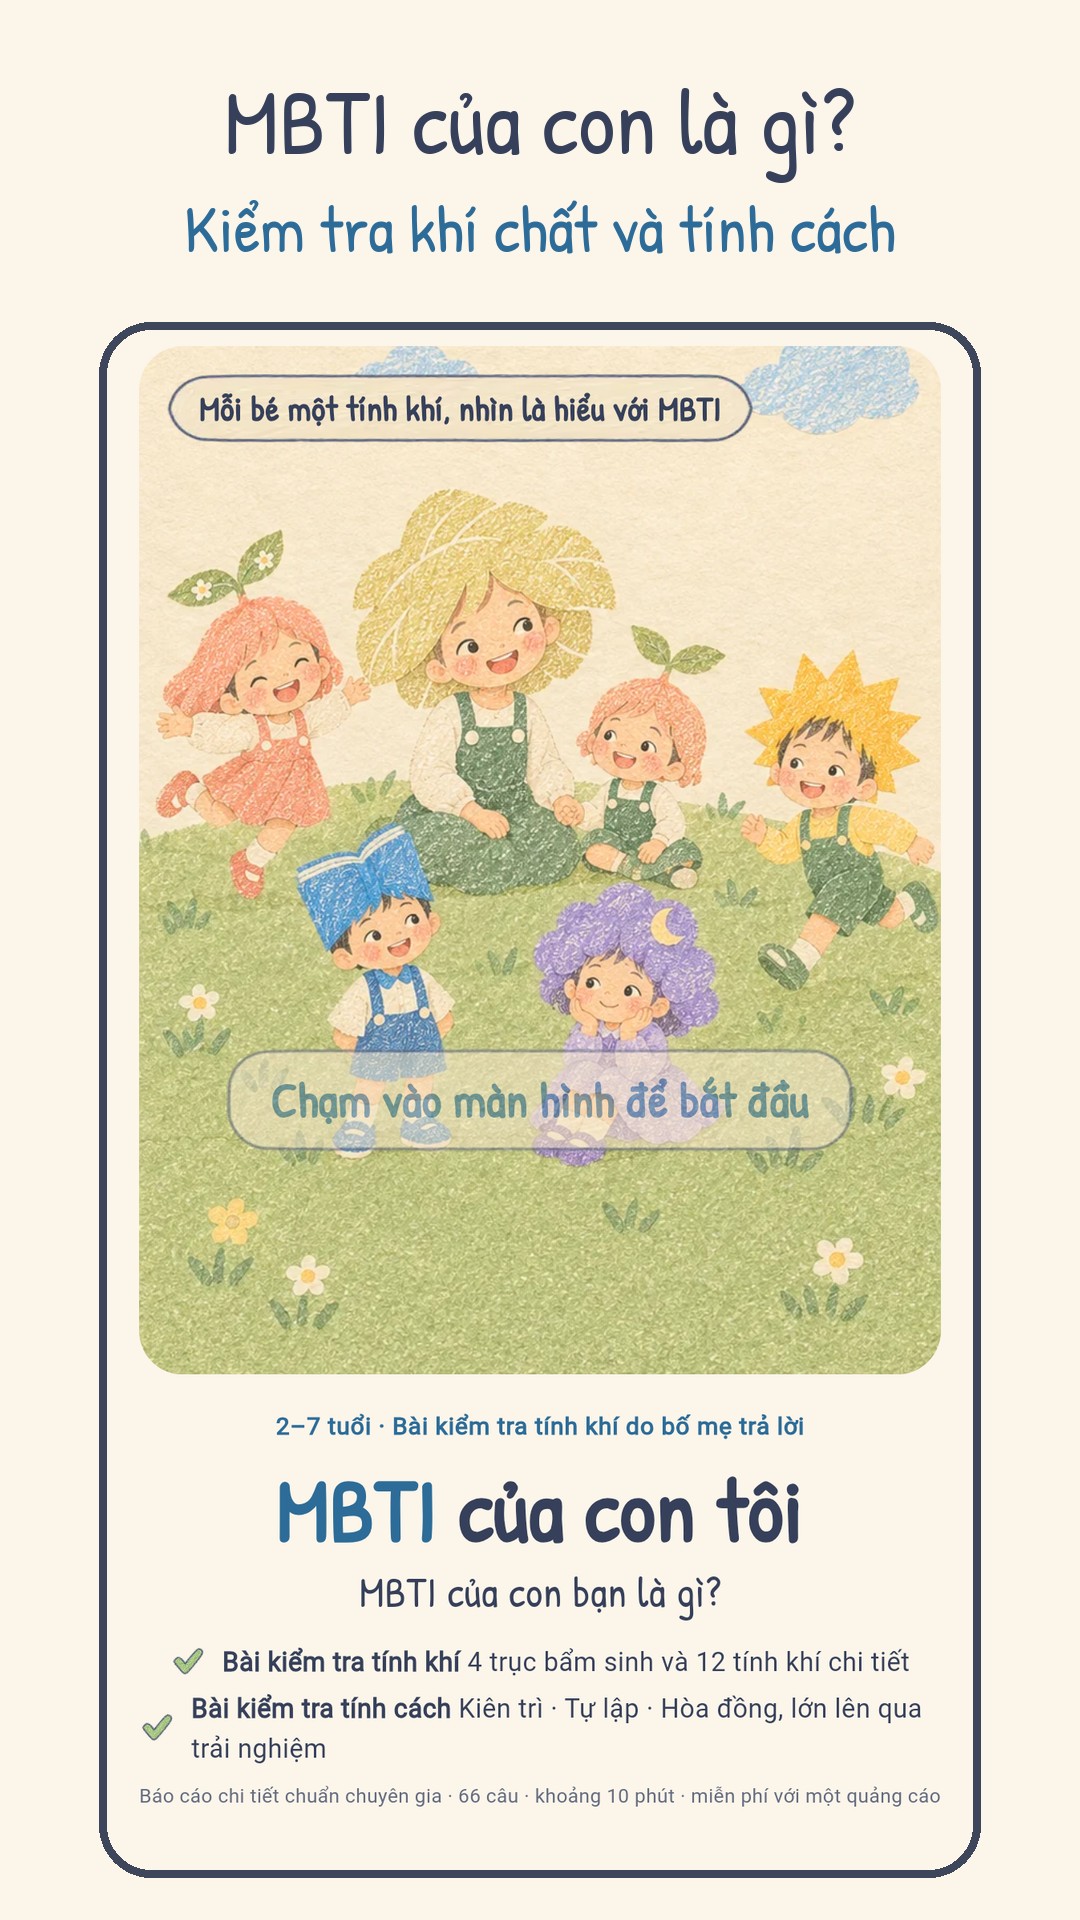 MBTI của con là gì?
Kiểm tra khí chất và tính cách
Mỗi bé một tính khí, nhìn là hiểu với MBTI
Chạm vào màn hình để bắt đầu
2–7 tuổi · Bài kiểm tra tính khí do bố mẹ trả lời
MBTI của con tôi
MBTI của con bạn là gì?
Bài kiểm tra tính khí 4 trục bẩm sinh và 12 tính khí chi tiết
Bài kiểm tra tính cách Kiên trì · Tự lập · Hòa đồng, lớn lên qua
trải nghiệm
Báo cáo chi tiết chuẩn chuyên gia · 66 câu · khoảng 10 phút · miễn phí với một quảng cáo